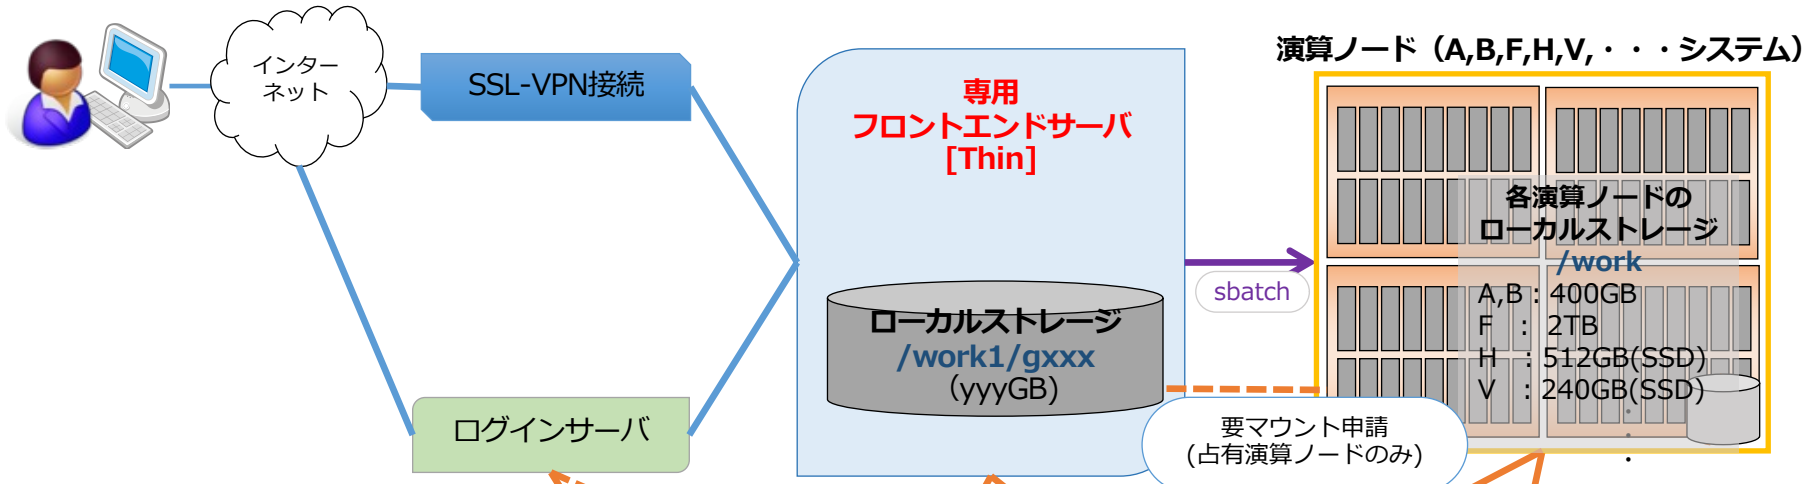 インター
ネット
SSL-VPN接続
ログインサーバ
専用
フロントエンドサーバ
[Thin]
ローカルストレージ
/work1/gxxx
（yyyGB）
sbatch
要マウント申請
(占有演算ノードのみ)
演算ノード（A,B,F,H,V,・・・システム）
各演算ノードの
ローカルストレージ
/work
A,B：400GB
F ： 2TB
H ：512GB(SSD)
V ：240GB(SSD)
．
．
．